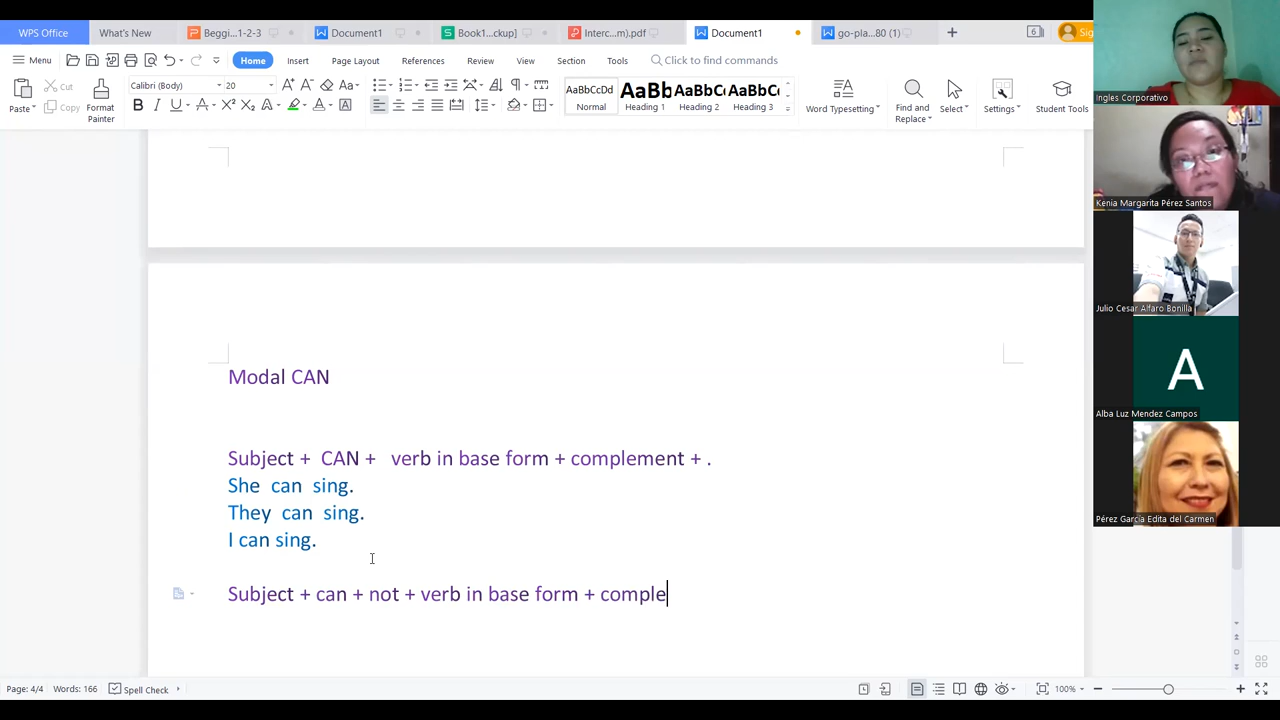 WPS Office
What's New
Beggi...-1-2-3
Document1
Book1...ckup]
Interc...m).pdf
Document1
go-pla...80 (1)
Menu
Home
Insert
Page Layout
References
Review
View
Section
Tools
Click to find commands
Paste
Cut
Copy
Format Painter
Calibri (Body)
20
AaBbCcDd
Normal
AaBb
Heading 1
AaBbC
Heading 2
AaBbC
Heading 3
Word Typesetting
Find and Replace
Select
Settings
Student Tools
Ingles Corporativo
Kenia Margarita Pérez Santos
Julio Cesar Alfaro Bonilla
A
Alba Luz Mendez Campos
Pérez Garcia Edita del Carmen
Modal CAN
Subject + CAN + verb in base form + complement + .
She can sing.
They can sing.
I can sing.
Subject + can + not + verb in base form + comple
Page: 4/4
Words: 166
Spell Check
100%